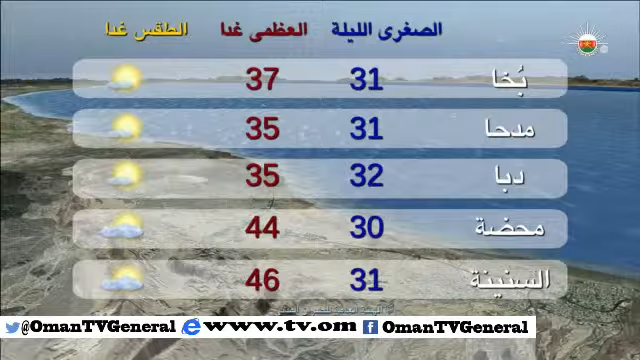 الصغرى الليلة العظمى غدا الطقس غدا
بُخا 31 37
مدحا 31 35
دبا 32 35
محضة 30 44
السنينة 31 46
@OmanTVGeneral www.tv.om OmanTVGeneral